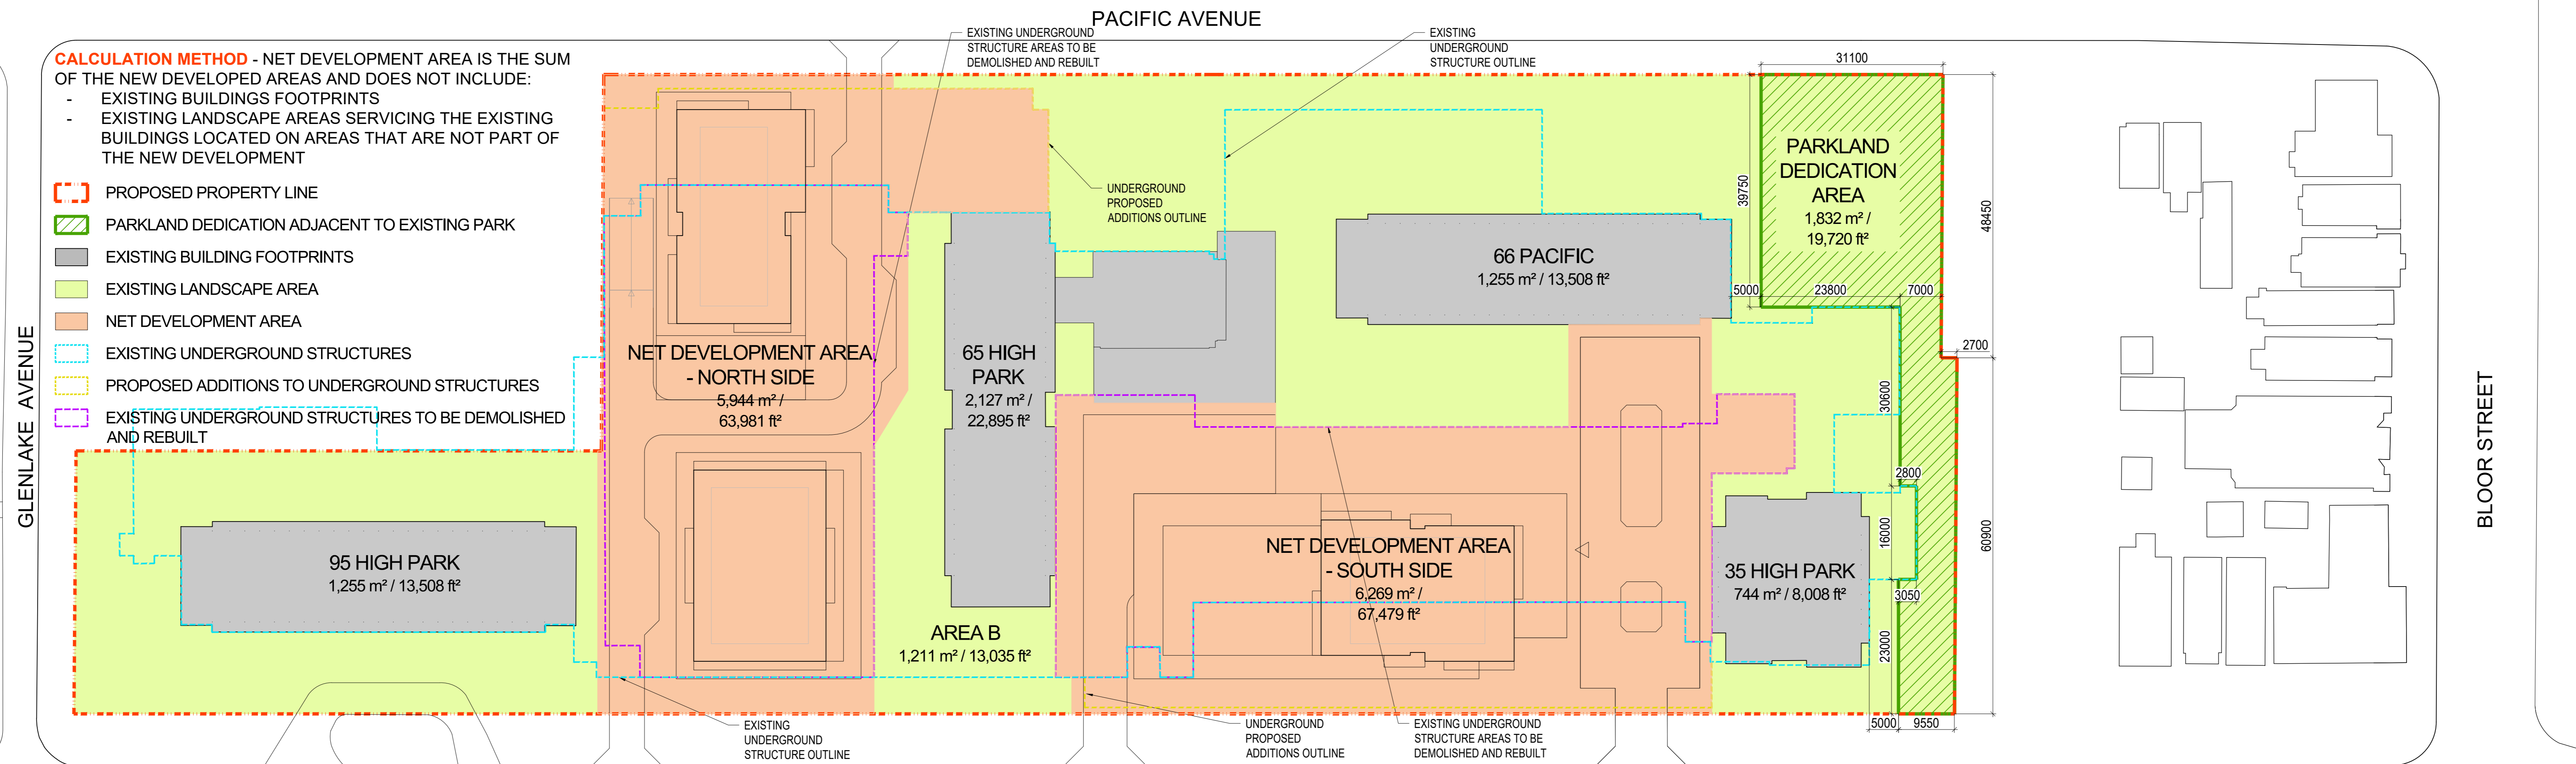 PACIFIC AVENUE
CALCULATION METHOD - NET DEVELOPMENT AREA IS THE SUM
OF THE NEW DEVELOPED AREAS AND DOES NOT INCLUDE:
- EXISTING BUILDINGS FOOTPRINTS
- EXISTING LANDSCAPE AREAS SERVICING THE EXISTING
BUILDINGS LOCATED ON AREAS THAT ARE NOT PART OF
THE NEW DEVELOPMENT
PROPOSED PROPERTY LINE
PARKLAND DEDICATION ADJACENT TO EXISTING PARK
EXISTING BUILDING FOOTPRINTS
EXISTING LANDSCAPE AREA
NET DEVELOPMENT AREA
EXISTING UNDERGROUND STRUCTURES
PROPOSED ADDITIONS TO UNDERGROUND STRUCTURES
EXISTING UNDERGROUND STRUCTURES TO BE DEMOLISHED
AND REBUILT
GLENLAKE AVENUE
EXISTING UNDERGROUND
STRUCTURE AREAS TO BE
DEMOLISHED AND REBUILT
EXISTING
UNDERGROUND
STRUCTURE OUTLINE
UNDERGROUND
PROPOSED
ADDITIONS OUTLINE
31100
39750
PARKLAND
DEDICATION
AREA
1,832 m² /
19,720 ft²
48450
5000
23800
7000
2700
66 PACIFIC
1,255 m² / 13,508 ft²
NET DEVELOPMENT AREA
- NORTH SIDE
5,944 m² /
63,981 ft²
65 HIGH
PARK
2,127 m² /
22,895 ft²
30600
2800
16000
60900
3050
23000
5000
9550
95 HIGH PARK
1,255 m² / 13,508 ft²
AREA B
1,211 m² / 13,035 ft²
NET DEVELOPMENT AREA
- SOUTH SIDE
6,269 m² /
67,479 ft²
35 HIGH PARK
744 m² / 8,008 ft²
EXISTING
UNDERGROUND
STRUCTURE OUTLINE
UNDERGROUND
PROPOSED
ADDITIONS OUTLINE
EXISTING UNDERGROUND
STRUCTURE AREAS TO BE
DEMOLISHED AND REBUILT
BLOOR STREET